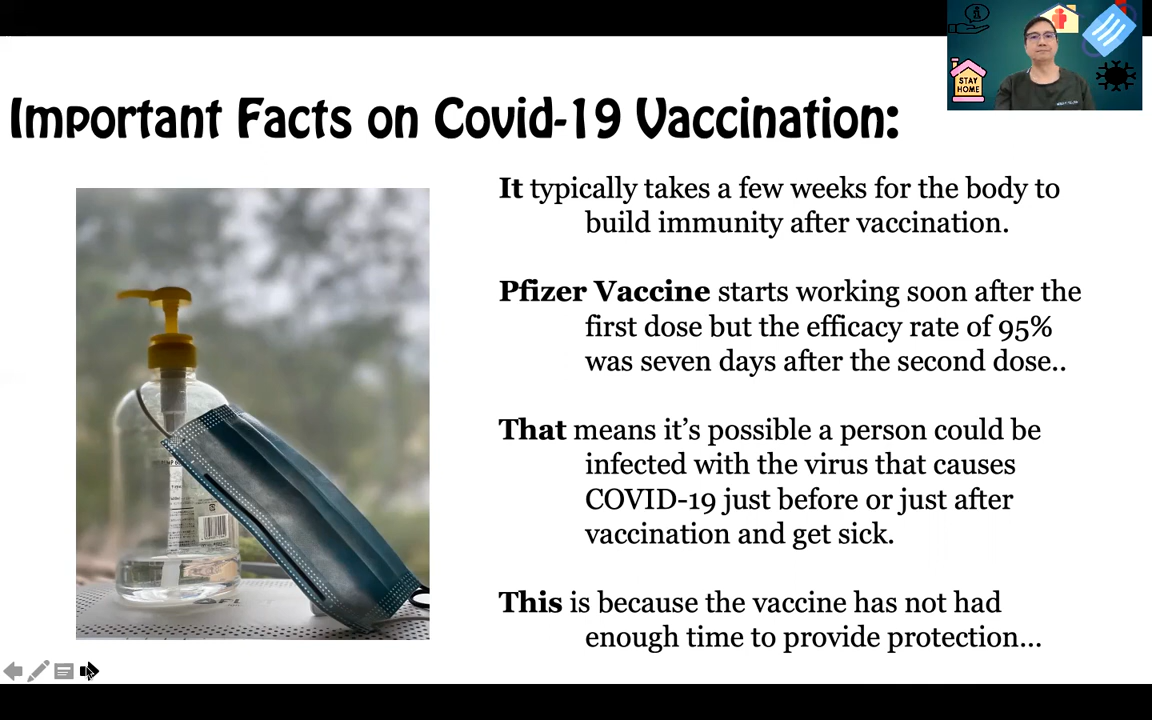 Important Facts on Covid-19 Vaccination:
STAY
HOME
It typically takes a few weeks for the body to
build immunity after vaccination.
Pfizer Vaccine starts working soon after the
first dose but the efficacy rate of 95%
was seven days after the second dose..
That means it’s possible a person could be
infected with the virus that causes
COVID-19 just before or just after
vaccination and get sick.
This is because the vaccine has not had
enough time to provide protection...